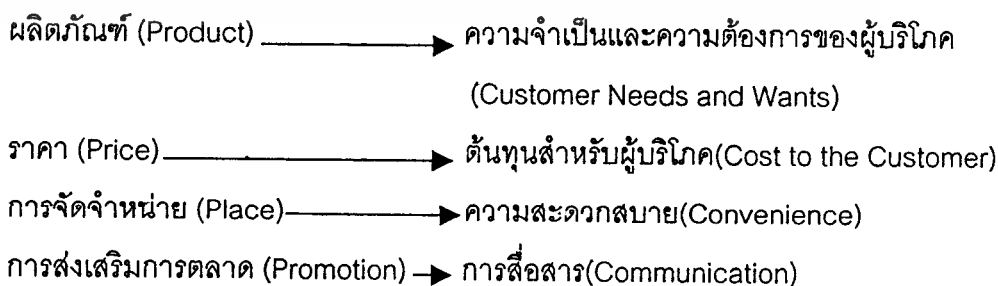 ผลิตภัณฑ์ (Product) ความจำเป็นและความต้องการของผู้บริโภค
(Customer Needs and Wants)
ราคา (Price) ต้นทุนสำหรับผู้บริโภค(Cost to the Customer)
การจัดจำหน่าย (Place) ความสะดวกสบาย(Convenience)
การส่งเสริมการตลาด (Promotion) การสื่อสาร(Communication)